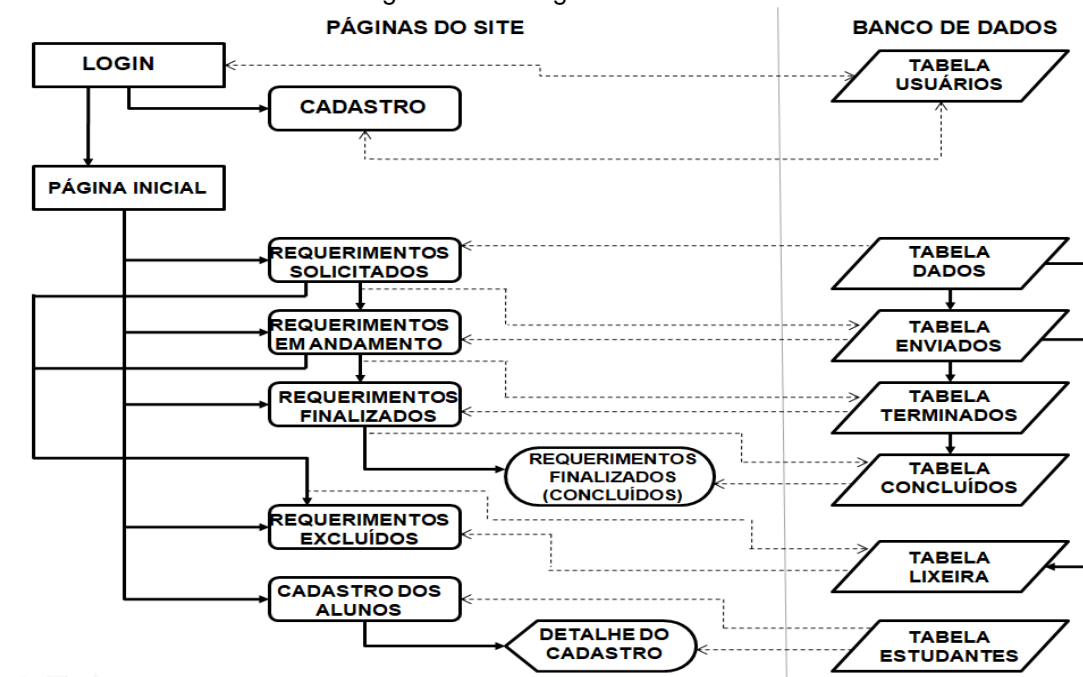 PÁGINAS DO SITE
BANCO DE DADOS
LOGIN
TABELA
USUÁRIOS
CADASTRO
PÁGINA INICIAL
REQUERIMENTOS
SOLICITADOS
TABELA
DADOS
REQUERIMENTOS
EM ANDAMENTO
TABELA
ENVIADOS
REQUERIMENTOS
FINALIZADOS
TABELA
TERMINADOS
REQUERIMENTOS
FINALIZADOS
(CONCLUÍDOS)
TABELA
CONCLUÍDOS
REQUERIMENTOS
EXCLUÍDOS
TABELA
LIXEIRA
CADASTRO DOS
ALUNOS
DETALHE DO
CADASTRO
TABELA
ESTUDANTES